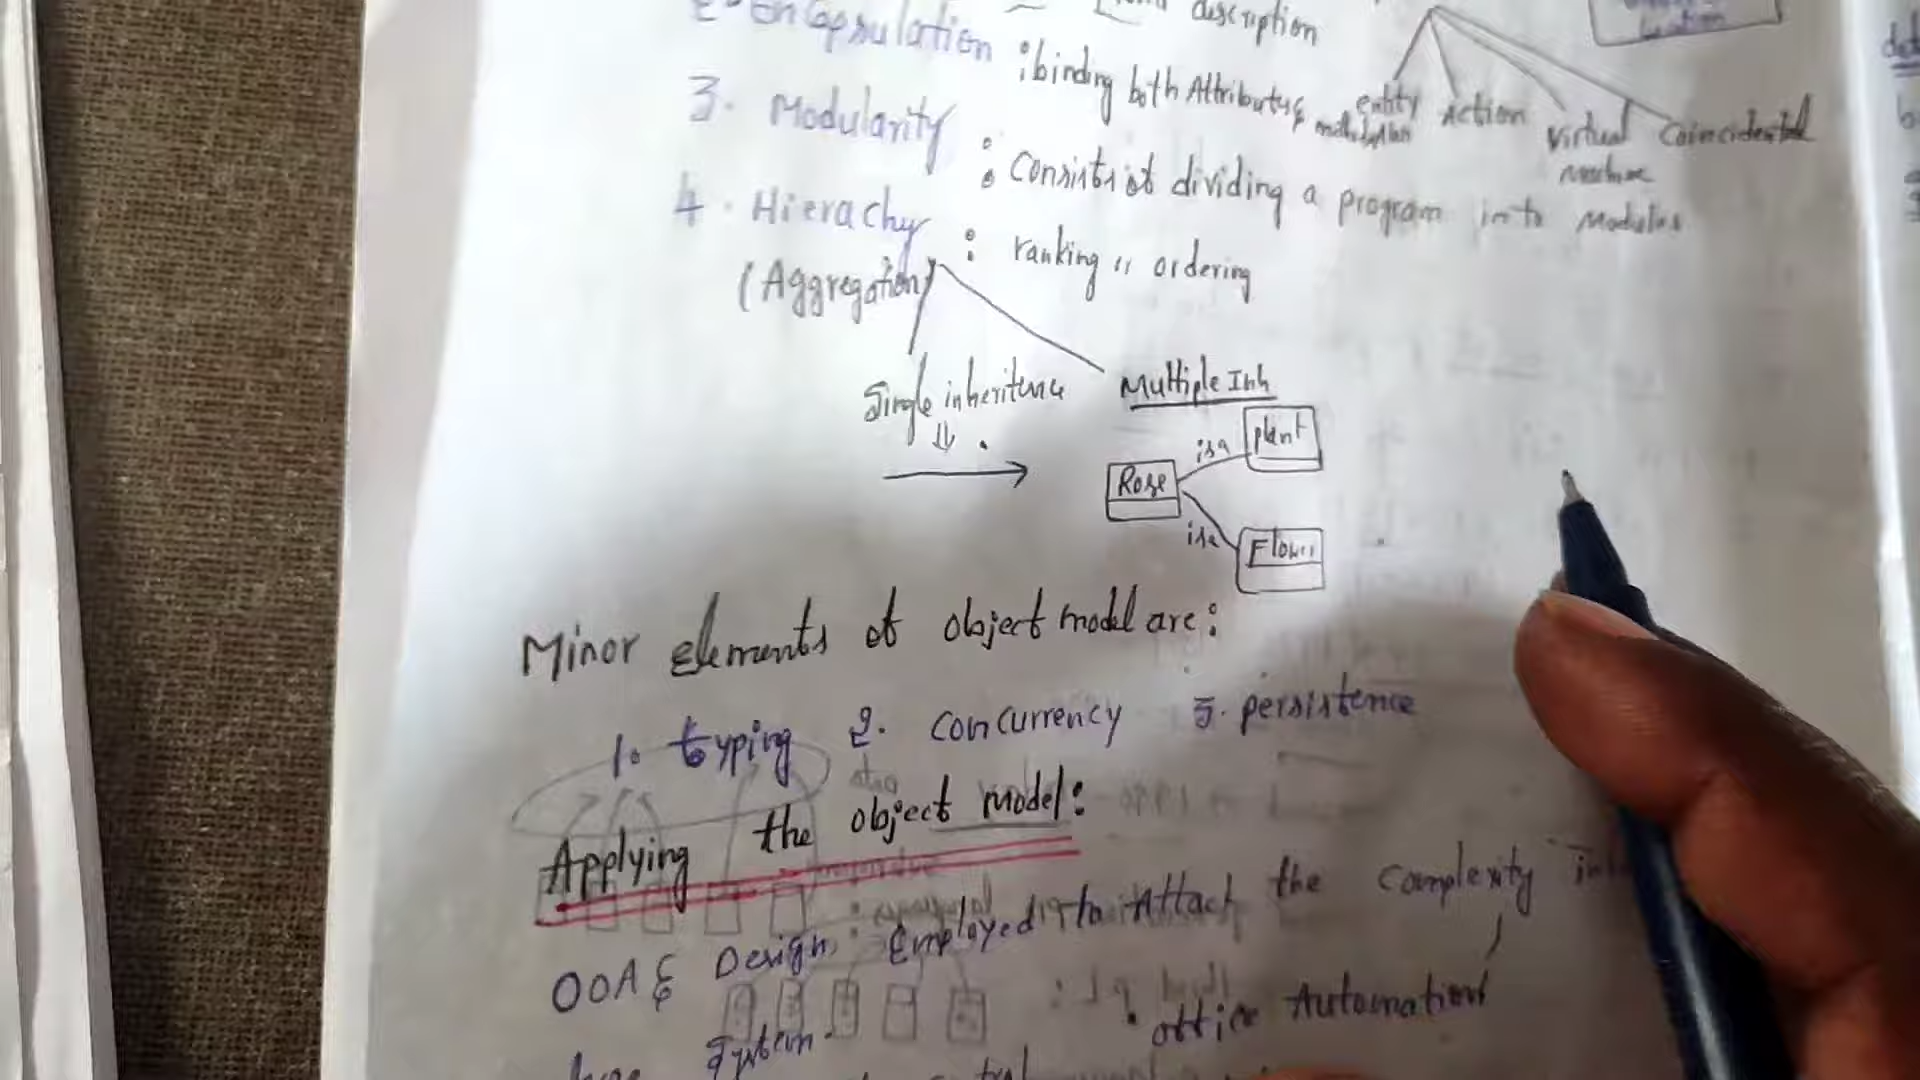 description
2. Encapsulation : binding both Attributes
entity Action Virtual Coincidental
machine
3. Modularity : Consists of dividing a program into Modules
4. Hierachy : ranking or ordering
(Aggregation)
Single inheritence Multiple Inh
isa plant
Rose
isa Flower
Minor elements of object model are:
1. typing 2. Concurrency 3. persistence
Applying the object model:
OOA & Design: Employed to Attack the Complexity
System. . office Automation